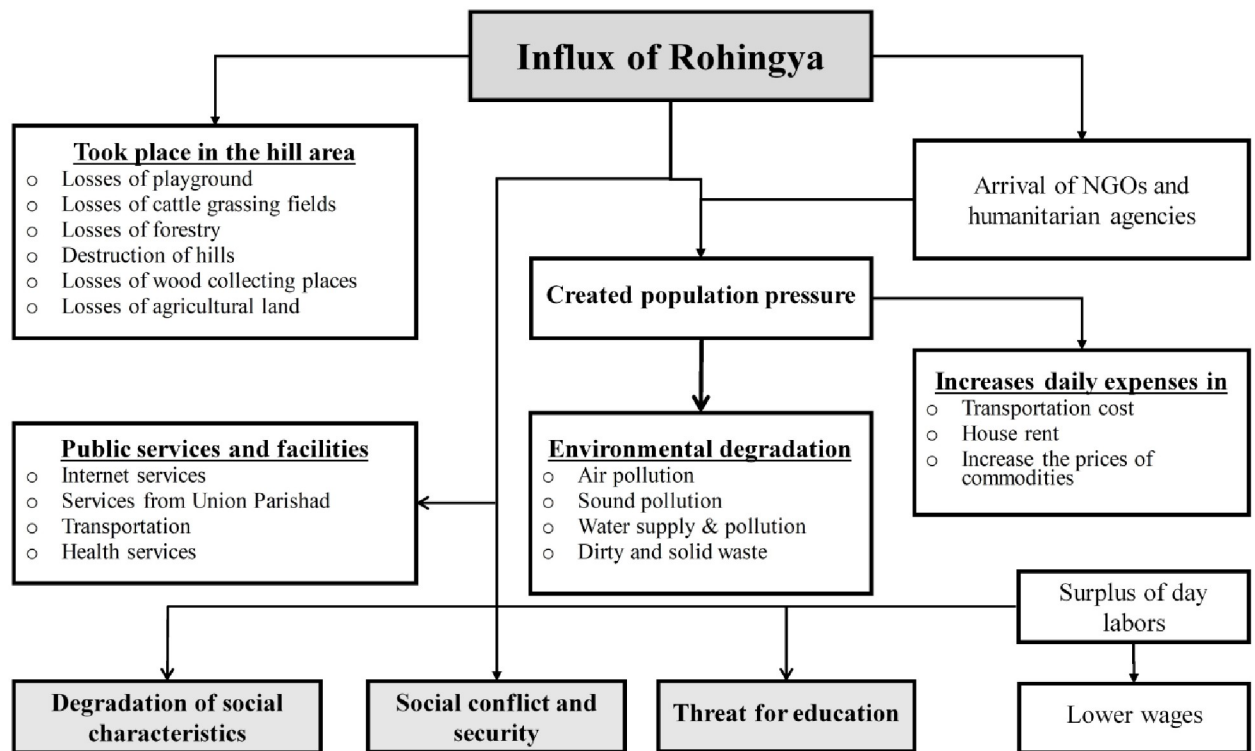 Influx of Rohingya
Took place in the hill area
o Losses of playground
o Losses of cattle grassing fields
o Losses of forestry
o Destruction of hills
o Losses of wood collecting places
o Losses of agricultural land
Arrival of NGOs and
humanitarian agencies
Created population pressure
Increases daily expenses in
o Transportation cost
o House rent
o Increase the prices of
commodities
Public services and facilities
o Internet services
o Services from Union Parishad
o Transportation
o Health services
Environmental degradation
o Air pollution
o Sound pollution
o Water supply & pollution
o Dirty and solid waste
Surplus of day
labors
Degradation of social
characteristics
Social conflict and
security
Threat for education
Lower wages